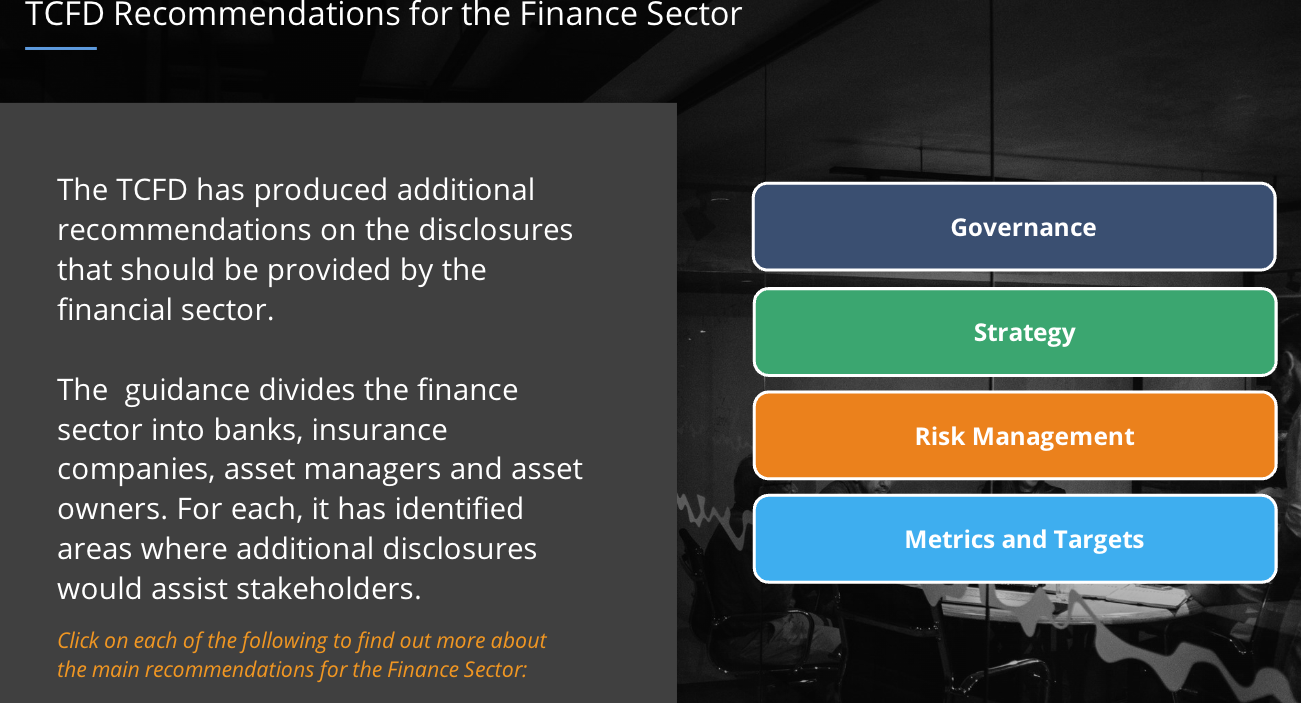 TCFD Recommendations for the Finance Sector
The TCFD has produced additional
recommendations on the disclosures
that should be provided by the
financial sector.
The  guidance divides the finance
sector into banks, insurance
companies, asset managers and asset
owners. For each, it has identified
areas where additional disclosures
would assist stakeholders.
Click on each of the following to find out more about
the main recommendations for the Finance Sector:
Governance
Strategy
Risk Management
Metrics and Targets